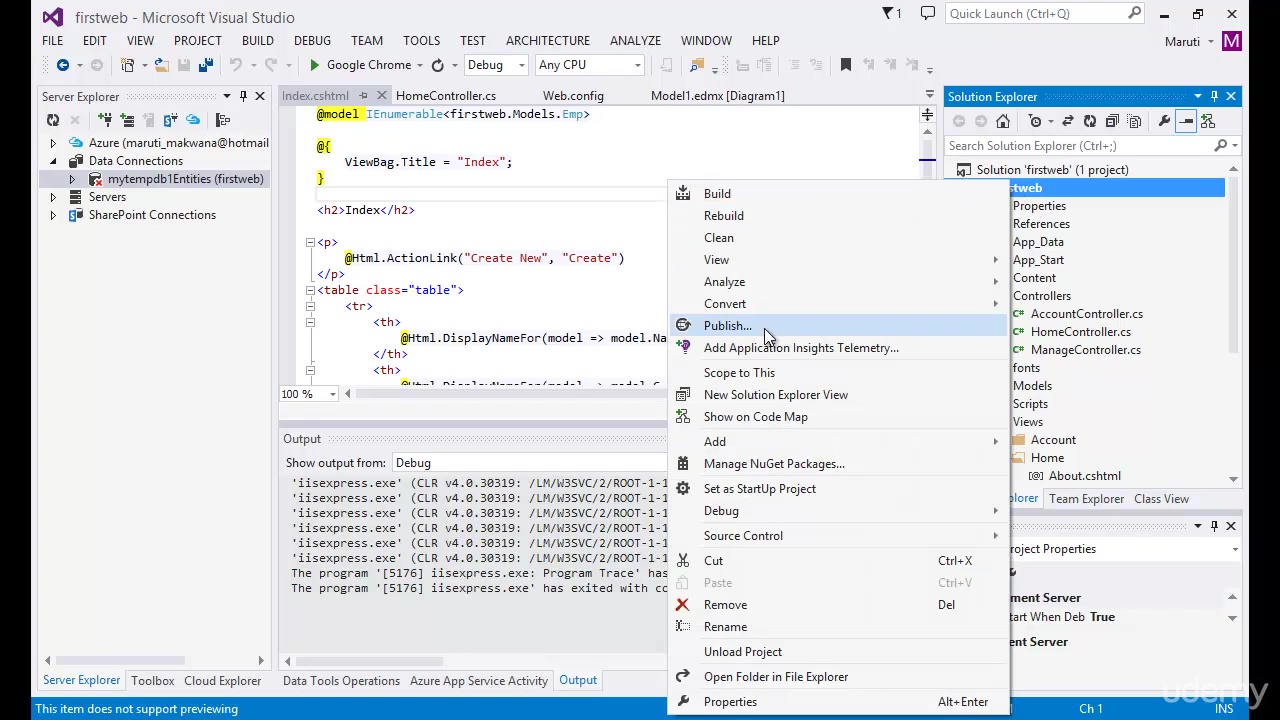 firstweb - Microsoft Visual Studio
1
Quick Launch (Ctrl+Q)
FILE EDIT VIEW PROJECT BUILD DEBUG TEAM TOOLS TEST ARCHITECTURE ANALYZE WINDOW HELP
Maruti M
Google Chrome Debug Any CPU
Server Explorer
Azure (maruti_makwana@hotmail
Data Connections
mytempdb1Entities (firstweb)
Servers
SharePoint Connections
Server Explorer Toolbox Cloud Explorer
Index.cshtml HomeController.cs Web.config Model1.edmx [Diagram1]
@model IEnumerable<firstweb.Models.Emp>
@{
ViewBag.Title = "Index";
}
<h2>Index</h2>
<p>
@Html.ActionLink("Create New", "Create")
</p>
<table class="table">
<tr>
<th>
@Html.DisplayNameFor(model => model.Na
</th>
<th>
@Html.DisplayNameFor(model => model.C
100 %
Output
Show output from: Debug
'iisexpress.exe' (CLR v4.0.30319: /LM/W3SVC/2/ROOT-1-1
'iisexpress.exe' (CLR v4.0.30319: /LM/W3SVC/2/ROOT-1-1
'iisexpress.exe' (CLR v4.0.30319: /LM/W3SVC/2/ROOT-1-1
'iisexpress.exe' (CLR v4.0.30319: /LM/W3SVC/2/ROOT-1-1
'iisexpress.exe' (CLR v4.0.30319: /LM/W3SVC/2/ROOT-1-1
'iisexpress.exe' (CLR v4.0.30319: /LM/W3SVC/2/ROOT-1-1
The program '[5176] iisexpress.exe: Program Trace' has
The program '[5176] iisexpress.exe' has exited with co
Data Tools Operations Azure App Service Activity Output
Build
Rebuild
Clean
View
Analyze
Convert
Publish...
Add Application Insights Telemetry...
Scope to This
New Solution Explorer View
Show on Code Map
Add
Manage NuGet Packages...
Set as StartUp Project
Debug
Source Control
Cut Ctrl+X
Paste Ctrl+V
Remove Del
Rename
Unload Project
Open Folder in File Explorer
Properties Alt+Enter
Solution Explorer
Search Solution Explorer (Ctrl+;)
Solution 'firstweb' (1 project)
stweb
Properties
References
App_Data
App_Start
Content
Controllers
C# AccountController.cs
C# HomeController.cs
C# ManageController.cs
fonts
Models
Scripts
Views
Account
Home
About.cshtml
plorer Team Explorer Class View
roject Properties
ment Server
tart When Deb True
ment Server
This item does not support previewing
1 Ch 1 INS
udemy